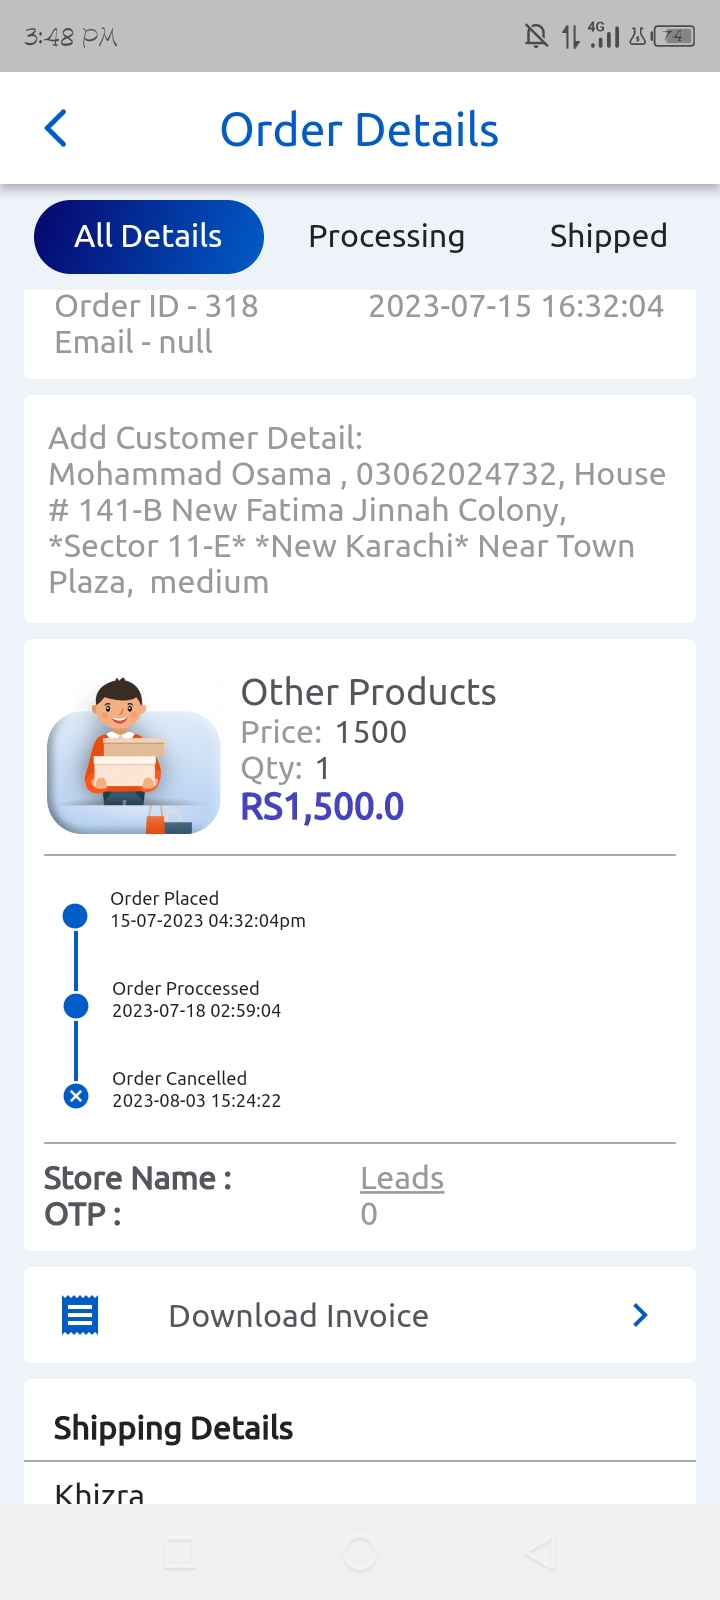 3:48 PM
4G
74
Order Details
All Details
Processing
Shipped
Order ID - 318
2023-07-15 16:32:04
Email - null
Add Customer Detail:
Mohammad Osama , 03062024732, House
# 141-B New Fatima Jinnah Colony,
*Sector 11-E* *New Karachi* Near Town
Plaza,  medium
Other Products
Price: 1500
Qty: 1
RS1,500.0
Order Placed
15-07-2023 04:32:04pm
Order Proccessed
2023-07-18 02:59:04
Order Cancelled
2023-08-03 15:24:22
Store Name :
Leads
OTP :
0
Download Invoice
Shipping Details
Khizra